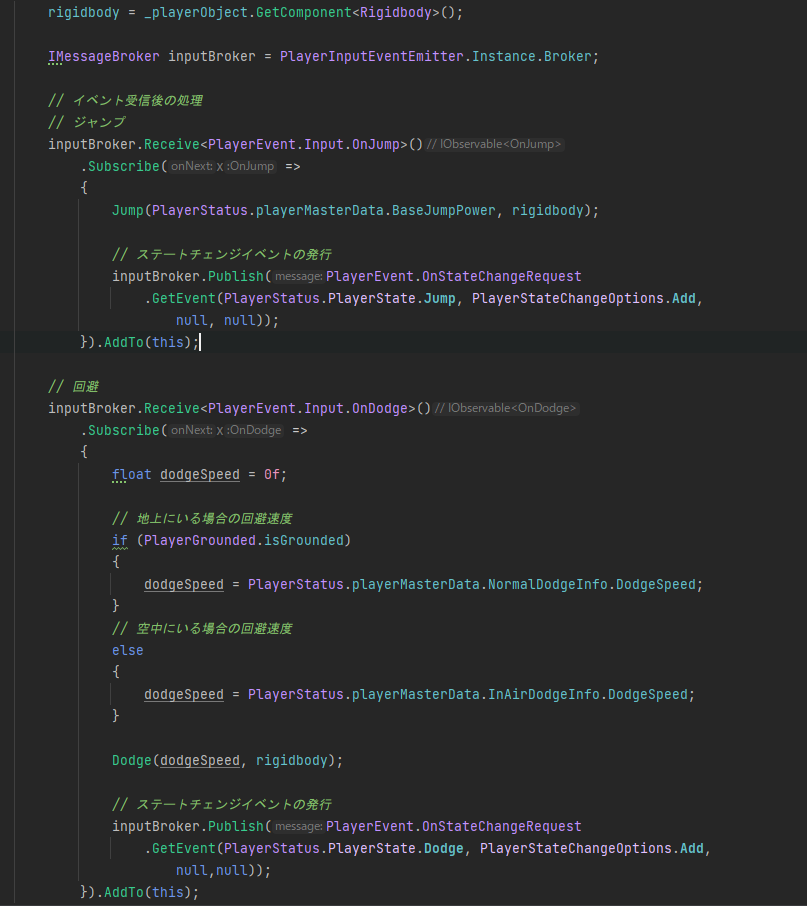 rigidbody = _playerObject.GetComponent<Rigidbody>();
IMessageBroker inputBroker = PlayerInputEventEmitter.Instance.Broker;
// イベント受信後の処理
// ジャンプ
inputBroker.Receive<PlayerEvent.Input.OnJump>() // IObservable<OnJump>
.Subscribe( onNext: x :OnJump =>
{
Jump(PlayerStatus.playerMasterData.BaseJumpPower, rigidbody);
// ステートチェンジイベントの発行
inputBroker.Publish( message: PlayerEvent.OnStateChangeRequest
.GetEvent(PlayerStatus.PlayerState.Jump, PlayerStateChangeOptions.Add,
null, null));
}).AddTo(this);
// 回避
inputBroker.Receive<PlayerEvent.Input.OnDodge>() // IObservable<OnDodge>
.Subscribe( onNext: x :OnDodge =>
{
float dodgeSpeed = 0f;
// 地上にいる場合の回避速度
if (PlayerGrounded.isGrounded)
{
dodgeSpeed = PlayerStatus.playerMasterData.NormalDodgeInfo.DodgeSpeed;
}
// 空中にいる場合の回避速度
else
{
dodgeSpeed = PlayerStatus.playerMasterData.InAirDodgeInfo.DodgeSpeed;
}
Dodge(dodgeSpeed, rigidbody);
// ステートチェンジイベントの発行
inputBroker.Publish( message: PlayerEvent.OnStateChangeRequest
.GetEvent(PlayerStatus.PlayerState.Dodge, PlayerStateChangeOptions.Add,
null,null));
}).AddTo(this);